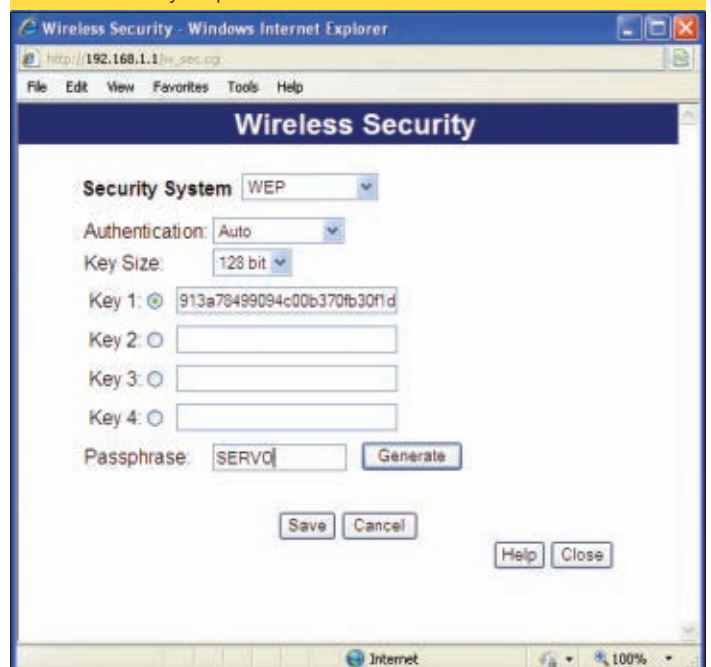 Wireless Security - Windows Internet Explorer
http://192.168.1.1/w_sec.cgi
File Edit View Favorites Tools Help
Wireless Security
Security System WEP
Authentication: Auto
Key Size: 128 bit
Key 1: 913a78499094c00b370fb30f1d
Key 2:
Key 3:
Key 4:
Passphrase: SERVO Generate
Save Cancel
Help Close
Internet 100%